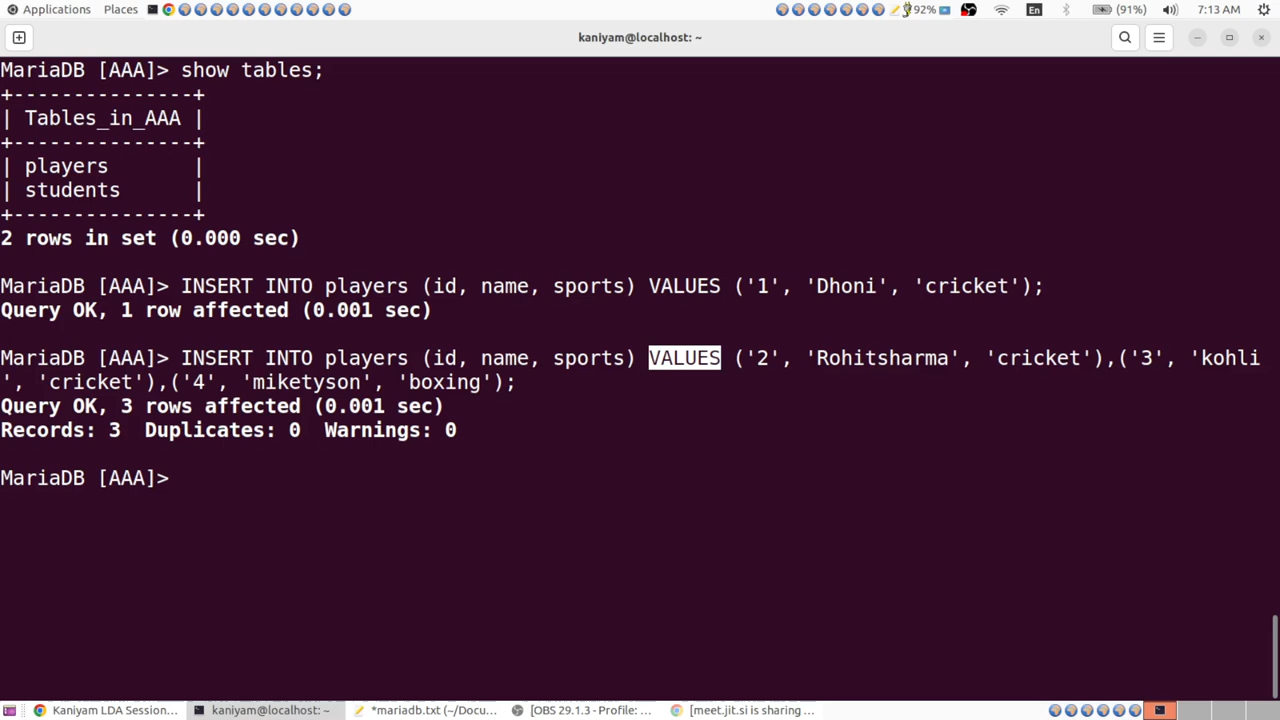 Applications Places 92% En (91%) 7:13 AM
kaniyam@localhost: ~
MariaDB [AAA]> show tables;
+---------------+
| Tables_in_AAA |
+---------------+
| players       |
| students      |
+---------------+
2 rows in set (0.000 sec)
MariaDB [AAA]> INSERT INTO players (id, name, sports) VALUES ('1', 'Dhoni', 'cricket');
Query OK, 1 row affected (0.001 sec)
MariaDB [AAA]> INSERT INTO players (id, name, sports) VALUES ('2', 'Rohitsharma', 'cricket'),('3', 'kohli
', 'cricket'),('4', 'miketyson', 'boxing');
Query OK, 3 rows affected (0.001 sec)
Records: 3  Duplicates: 0  Warnings: 0
MariaDB [AAA]>
Kaniyam LDA Session... kaniyam@localhost: ~ *mariadb.txt (~/Docu... [OBS 29.1.3 - Profile: ... [meet.jit.si is sharing ...